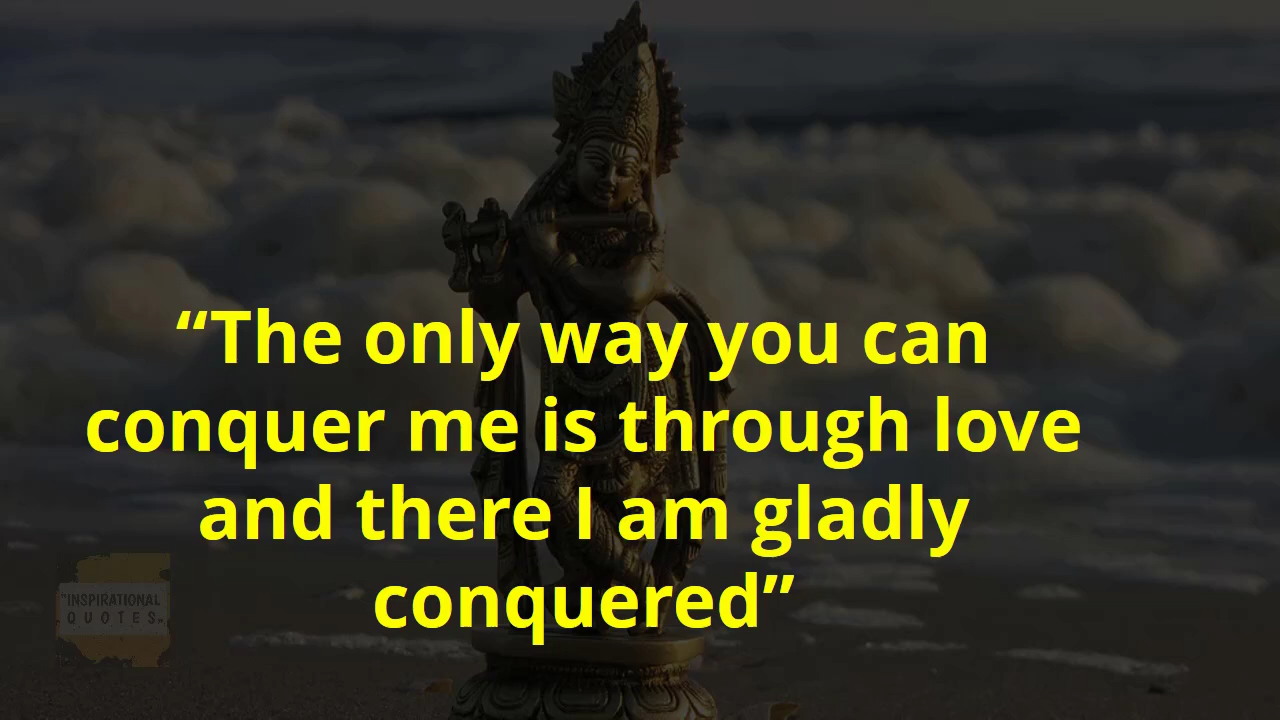 “The only way you can
conquer me is through love
and there I am gladly
conquered”
"INSPIRATIONAL
QUOTES"